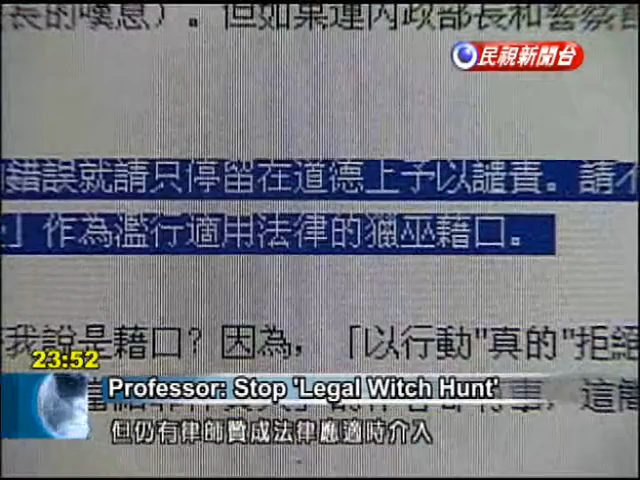 長的嘆息）。但如果連內政部長和警察
民視新聞台
錯誤就請只停留在道德上予以譴責。請不
」作為濫行適用法律的獵巫藉口。
我說是藉口？因為，「以行動"真的"拒絕
23:52
Professor: Stop 'Legal Witch Hunt'
但仍有律師贊成法律應適時介入